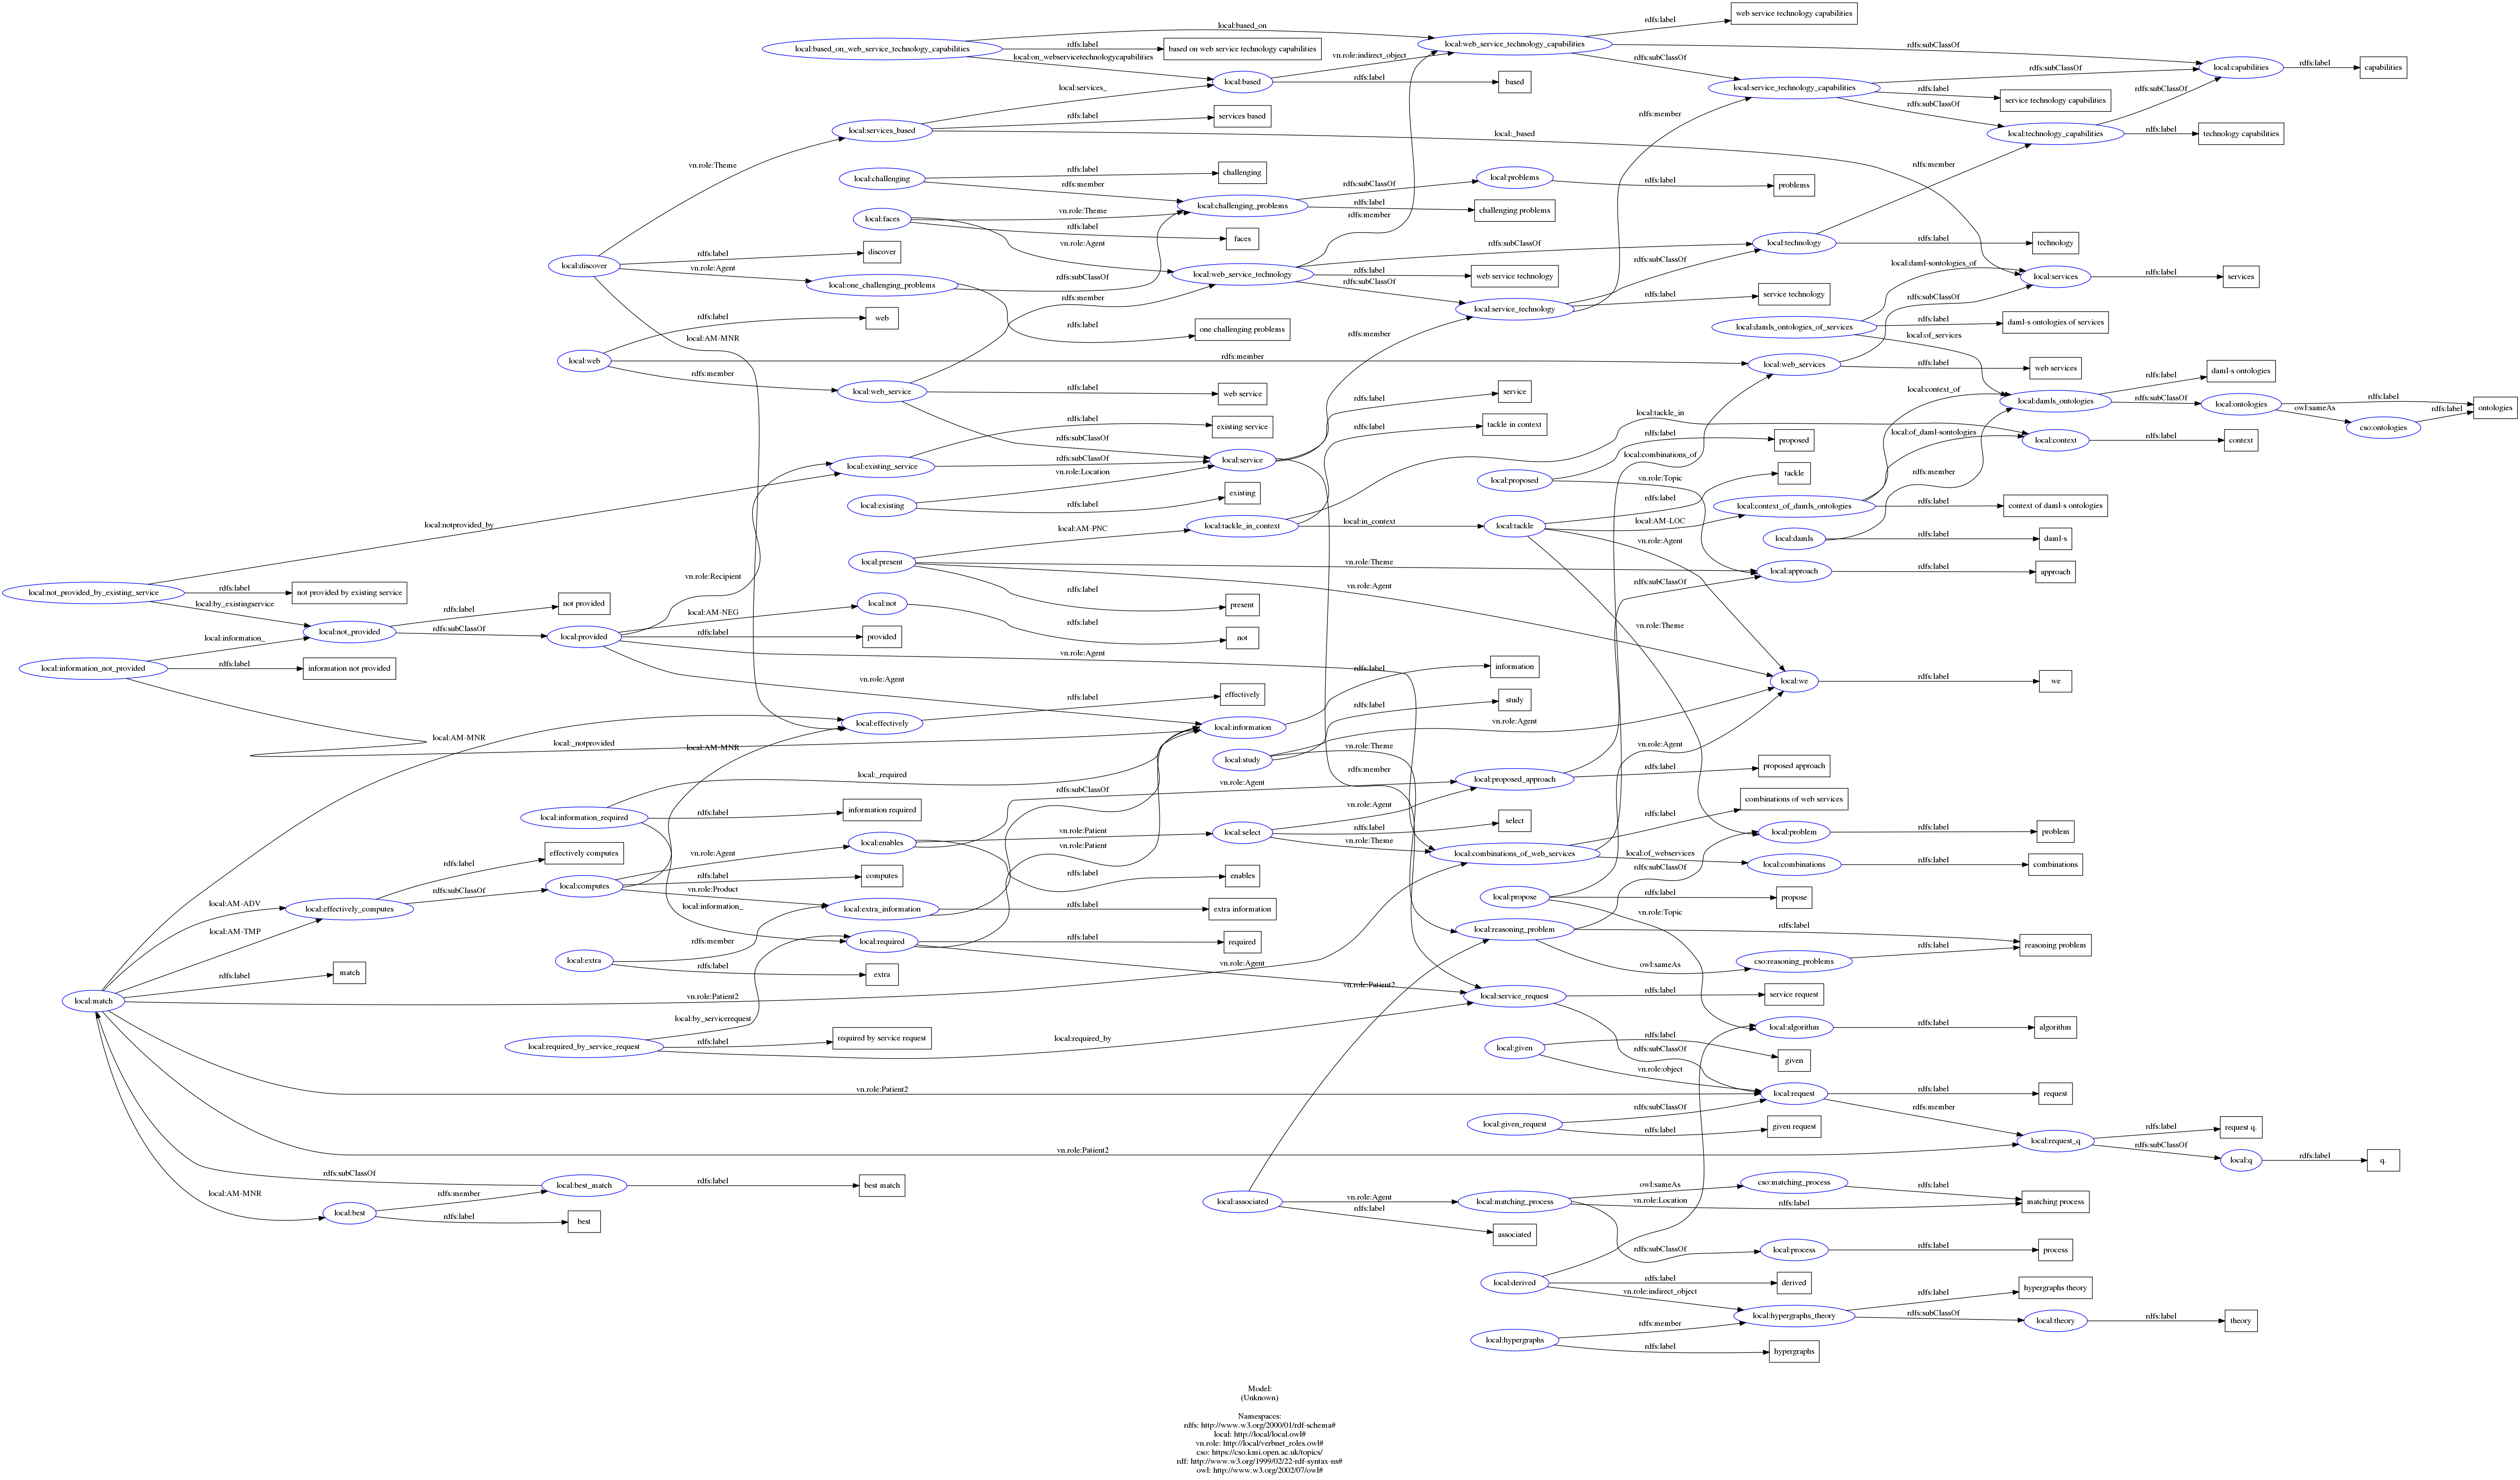 web service technology capabilities
rdfs:label
local:based_on
local:based_on_web_service_technology_capabilities
rdfs:label
based on web service technology capabilities
local:web_service_technology_capabilities
rdfs:subClassOf
local:on_webservicetechnologycapabilities
vn.role:indirect_object
rdfs:subClassOf
rdfs:subClassOf
local:capabilities
rdfs:label
capabilities
local:based
rdfs:label
based
local:services_
local:service_technology_capabilities
rdfs:label
service technology capabilities
rdfs:subClassOf
rdfs:subClassOf
local:services_based
rdfs:label
services based
rdfs:member
local:_based
local:technology_capabilities
rdfs:label
technology capabilities
vn.role:Theme
local:challenging
rdfs:label
challenging
rdfs:member
rdfs:subClassOf
local:problems
rdfs:label
problems
rdfs:member
local:challenging_problems
rdfs:label
challenging problems
local:faces
vn.role:Theme
rdfs:label
faces
rdfs:member
vn.role:Agent
local:discover
rdfs:label
discover
vn.role:Agent
rdfs:subClassOf
local:technology
rdfs:label
technology
local:one_challenging_problems
rdfs:subClassOf
local:web_service_technology
rdfs:label
web service technology
rdfs:subClassOf
rdfs:subClassOf
local:daml-sontologies_of
local:services
rdfs:label
services
rdfs:member
local:service_technology
rdfs:label
service technology
rdfs:subClassOf
web
rdfs:label
rdfs:label
one challenging problems
local:damls_ontologies_of_services
rdfs:label
daml-s ontologies of services
local:of_services
local:AM-MNR
rdfs:member
local:web
rdfs:member
rdfs:member
local:web_services
rdfs:label
web services
rdfs:label
daml-s ontologies
local:web_service
rdfs:label
web service
rdfs:label
service
local:context_of
local:damls_ontologies
rdfs:subClassOf
local:ontologies
rdfs:label
ontologies
owl:sameAs
rdfs:label
cso:ontologies
rdfs:label
existing service
rdfs:subClassOf
rdfs:label
tackle in context
local:tackle_in
local:of_daml-sontologies
local:context
rdfs:label
context
rdfs:label
proposed
local:combinations_of
local:existing_service
rdfs:subClassOf
local:service
vn.role:Location
local:proposed
vn.role:Topic
tackle
rdfs:label
rdfs:member
local:existing
rdfs:label
existing
local:context_of_damls_ontologies
rdfs:label
context of daml-s ontologies
local:notprovided_by
local:AM-PNC
local:tackle_in_context
local:in_context
local:tackle
local:AM-LOC
local:damls
rdfs:label
daml-s
vn.role:Agent
local:present
vn.role:Theme
local:approach
rdfs:label
approach
vn.role:Recipient
vn.role:Agent
rdfs:subClassOf
local:not_provided_by_existing_service
rdfs:label
not provided by existing service
rdfs:label
not provided
local:by_existingservice
local:AM-NEG
local:not
rdfs:label
present
rdfs:label
not
vn.role:Theme
local:information_
local:not_provided
rdfs:subClassOf
local:provided
rdfs:label
provided
vn.role:Agent
local:information_not_provided
rdfs:label
information not provided
vn.role:Agent
rdfs:label
information
local:we
rdfs:label
we
rdfs:label
effectively
rdfs:label
study
local:effectively
local:information
vn.role:Agent
local:AM-MNR
local:_notprovided
local:AM-MNR
local:study
vn.role:Theme
vn.role:Agent
local:_required
rdfs:member
local:proposed_approach
rdfs:label
proposed approach
rdfs:subClassOf
vn.role:Agent
combinations of web services
local:information_required
rdfs:label
information required
vn.role:Agent
rdfs:label
select
rdfs:label
local:enables
vn.role:Patient
local:select
rdfs:label
vn.role:Theme
local:problem
rdfs:label
problem
vn.role:Patient
effectively computes
rdfs:label
vn.role:Agent
local:combinations_of_web_services
local:of_webservices
local:combinations
rdfs:label
combinations
rdfs:subClassOf
rdfs:label
enables
local:computes
rdfs:label
computes
rdfs:subClassOf
vn.role:Product
local:propose
rdfs:label
propose
local:AM-ADV
local:effectively_computes
local:information_
local:extra_information
rdfs:label
extra information
vn.role:Topic
local:AM-TMP
local:required
rdfs:label
required
local:reasoning_problem
rdfs:label
reasoning problem
rdfs:member
local:extra
rdfs:label
extra
vn.role:Agent
owl:sameAs
cso:reasoning_problems
rdfs:label
rdfs:label
match
local:match
vn.role:Patient2
vn.role:Patient2
local:service_request
rdfs:label
service request
local:by_servicerequest
required by service request
local:required_by
local:algorithm
rdfs:label
algorithm
local:required_by_service_request
rdfs:label
local:given
rdfs:label
given
rdfs:subClassOf
vn.role:object
vn.role:Patient2
local:request
rdfs:label
request
rdfs:subClassOf
rdfs:member
local:given_request
rdfs:label
given request
rdfs:label
request q.
vn.role:Patient2
local:request_q
rdfs:subClassOf
local:q
rdfs:label
q.
rdfs:subClassOf
local:best_match
rdfs:label
best match
owl:sameAs
cso:matching_process
rdfs:label
local:AM-MNR
rdfs:member
local:associated
vn.role:Agent
local:matching_process
vn.role:Location
rdfs:label
matching process
local:best
rdfs:label
best
rdfs:label
associated
rdfs:subClassOf
local:process
rdfs:label
process
local:derived
rdfs:label
derived
vn.role:indirect_object
rdfs:label
hypergraphs theory
local:hypergraphs_theory
rdfs:subClassOf
local:theory
rdfs:label
theory
rdfs:member
local:hypergraphs
rdfs:label
hypergraphs
Model:
(Unknown)
Namespaces:
rdfs: http://www.w3.org/2000/01/rdf-schema#
local: http://local/local.owl#
vn.role: http://local/verbnet_roles.owl#
cso: https://cso.kmi.open.ac.uk/topics/
rdf: http://www.w3.org/1999/02/22-rdf-syntax-ns#
owl: http://www.w3.org/2002/07/owl#